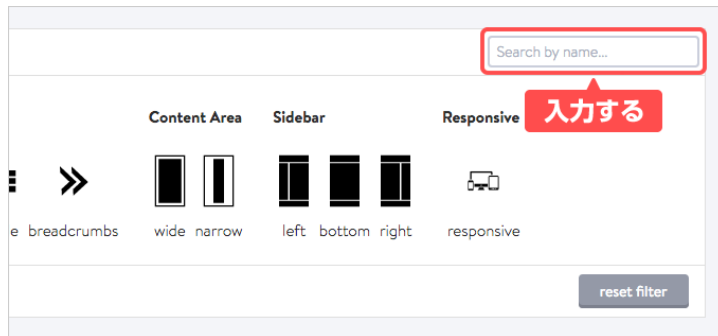 Search by name...
入力する
Content Area Sidebar Responsive
e breadcrumbs wide narrow left bottom right responsive
reset filter